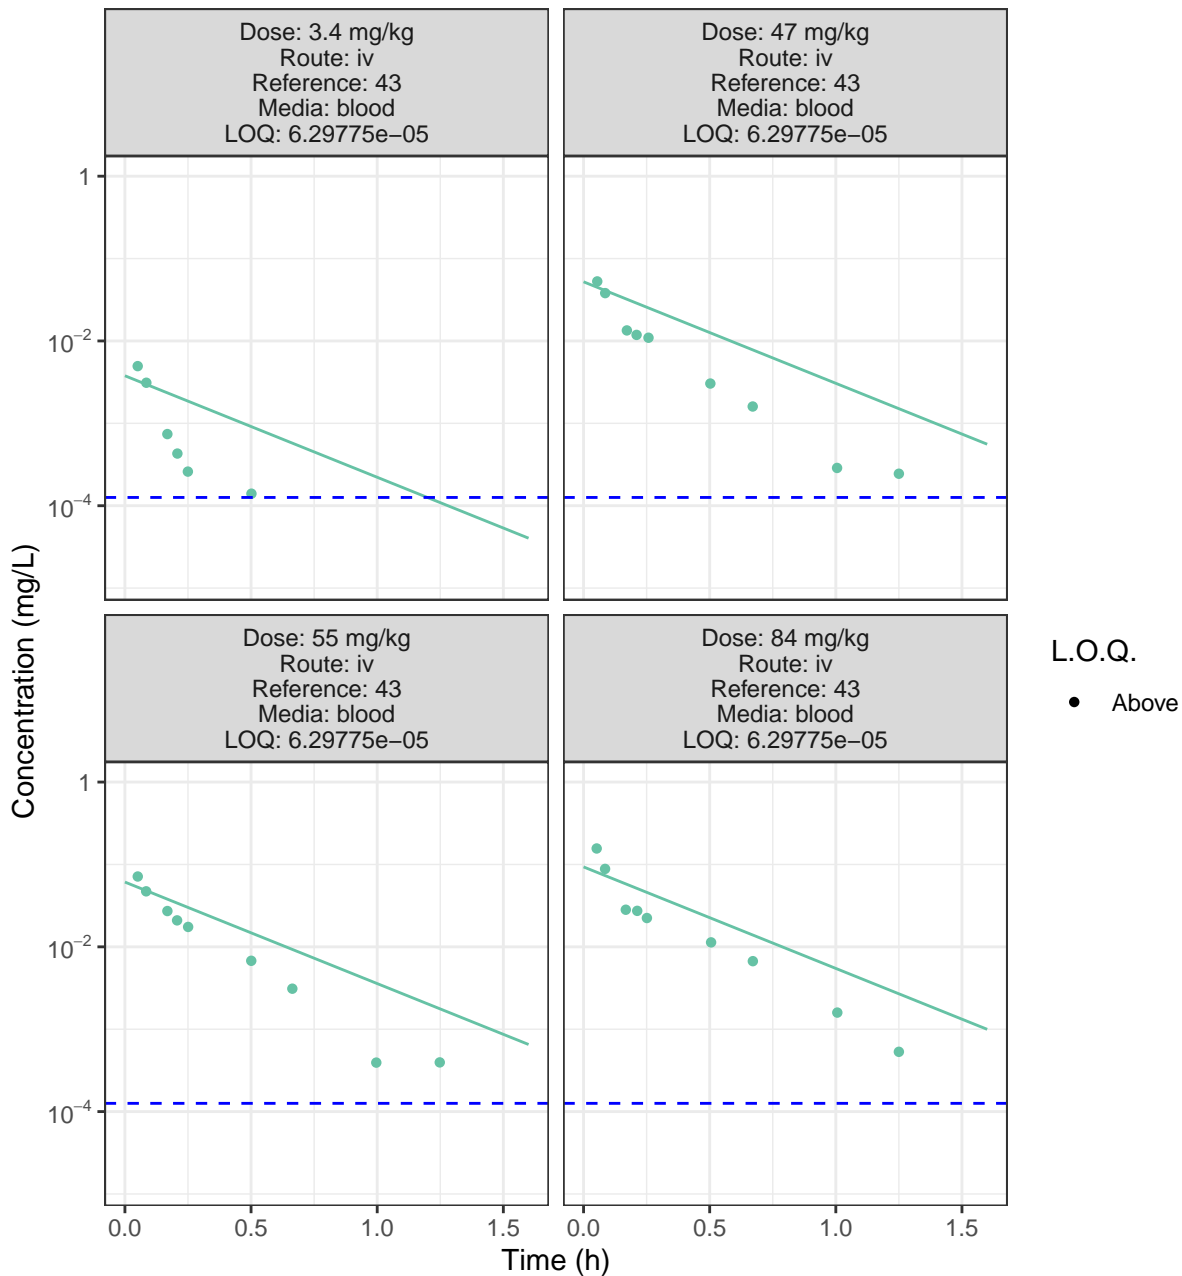 Dose: 3.4 mg/kg
Route: iv
Reference: 43
Media: blood
LOQ: 6.29775e−05
Dose: 47 mg/kg
Route: iv
Reference: 43
Media: blood
LOQ: 6.29775e−05
1
10⁻²
10⁻⁴
Dose: 55 mg/kg
Route: iv
Reference: 43
Media: blood
LOQ: 6.29775e−05
Dose: 84 mg/kg
Route: iv
Reference: 43
Media: blood
LOQ: 6.29775e−05
1
10⁻²
10⁻⁴
0.0 0.5 1.0 1.5
0.0 0.5 1.0 1.5
Time (h)
Concentration (mg/L)
L.O.Q.
Above